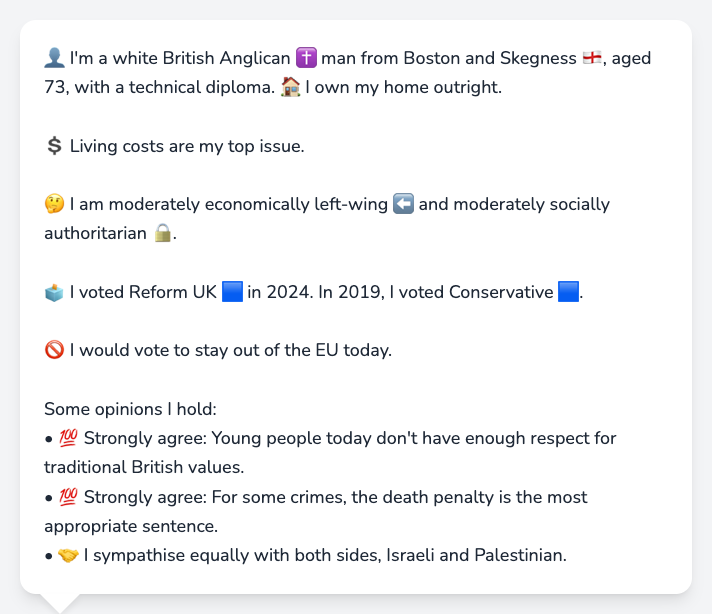 👤 I'm a white British Anglican ✝️ man from Boston and Skegness 🏴󠁧󠁢󠁥󠁮󠁧󠁿, aged
73, with a technical diploma. 🏠 I own my home outright.
💲 Living costs are my top issue.
🤔 I am moderately economically left-wing ⬅️ and moderately socially
authoritarian 🔒.
🗳️ I voted Reform UK 🟦 in 2024. In 2019, I voted Conservative 🟦.
🚫 I would vote to stay out of the EU today.
Some opinions I hold:
• 💯 Strongly agree: Young people today don't have enough respect for
traditional British values.
• 💯 Strongly agree: For some crimes, the death penalty is the most
appropriate sentence.
• 🤝 I sympathise equally with both sides, Israeli and Palestinian.